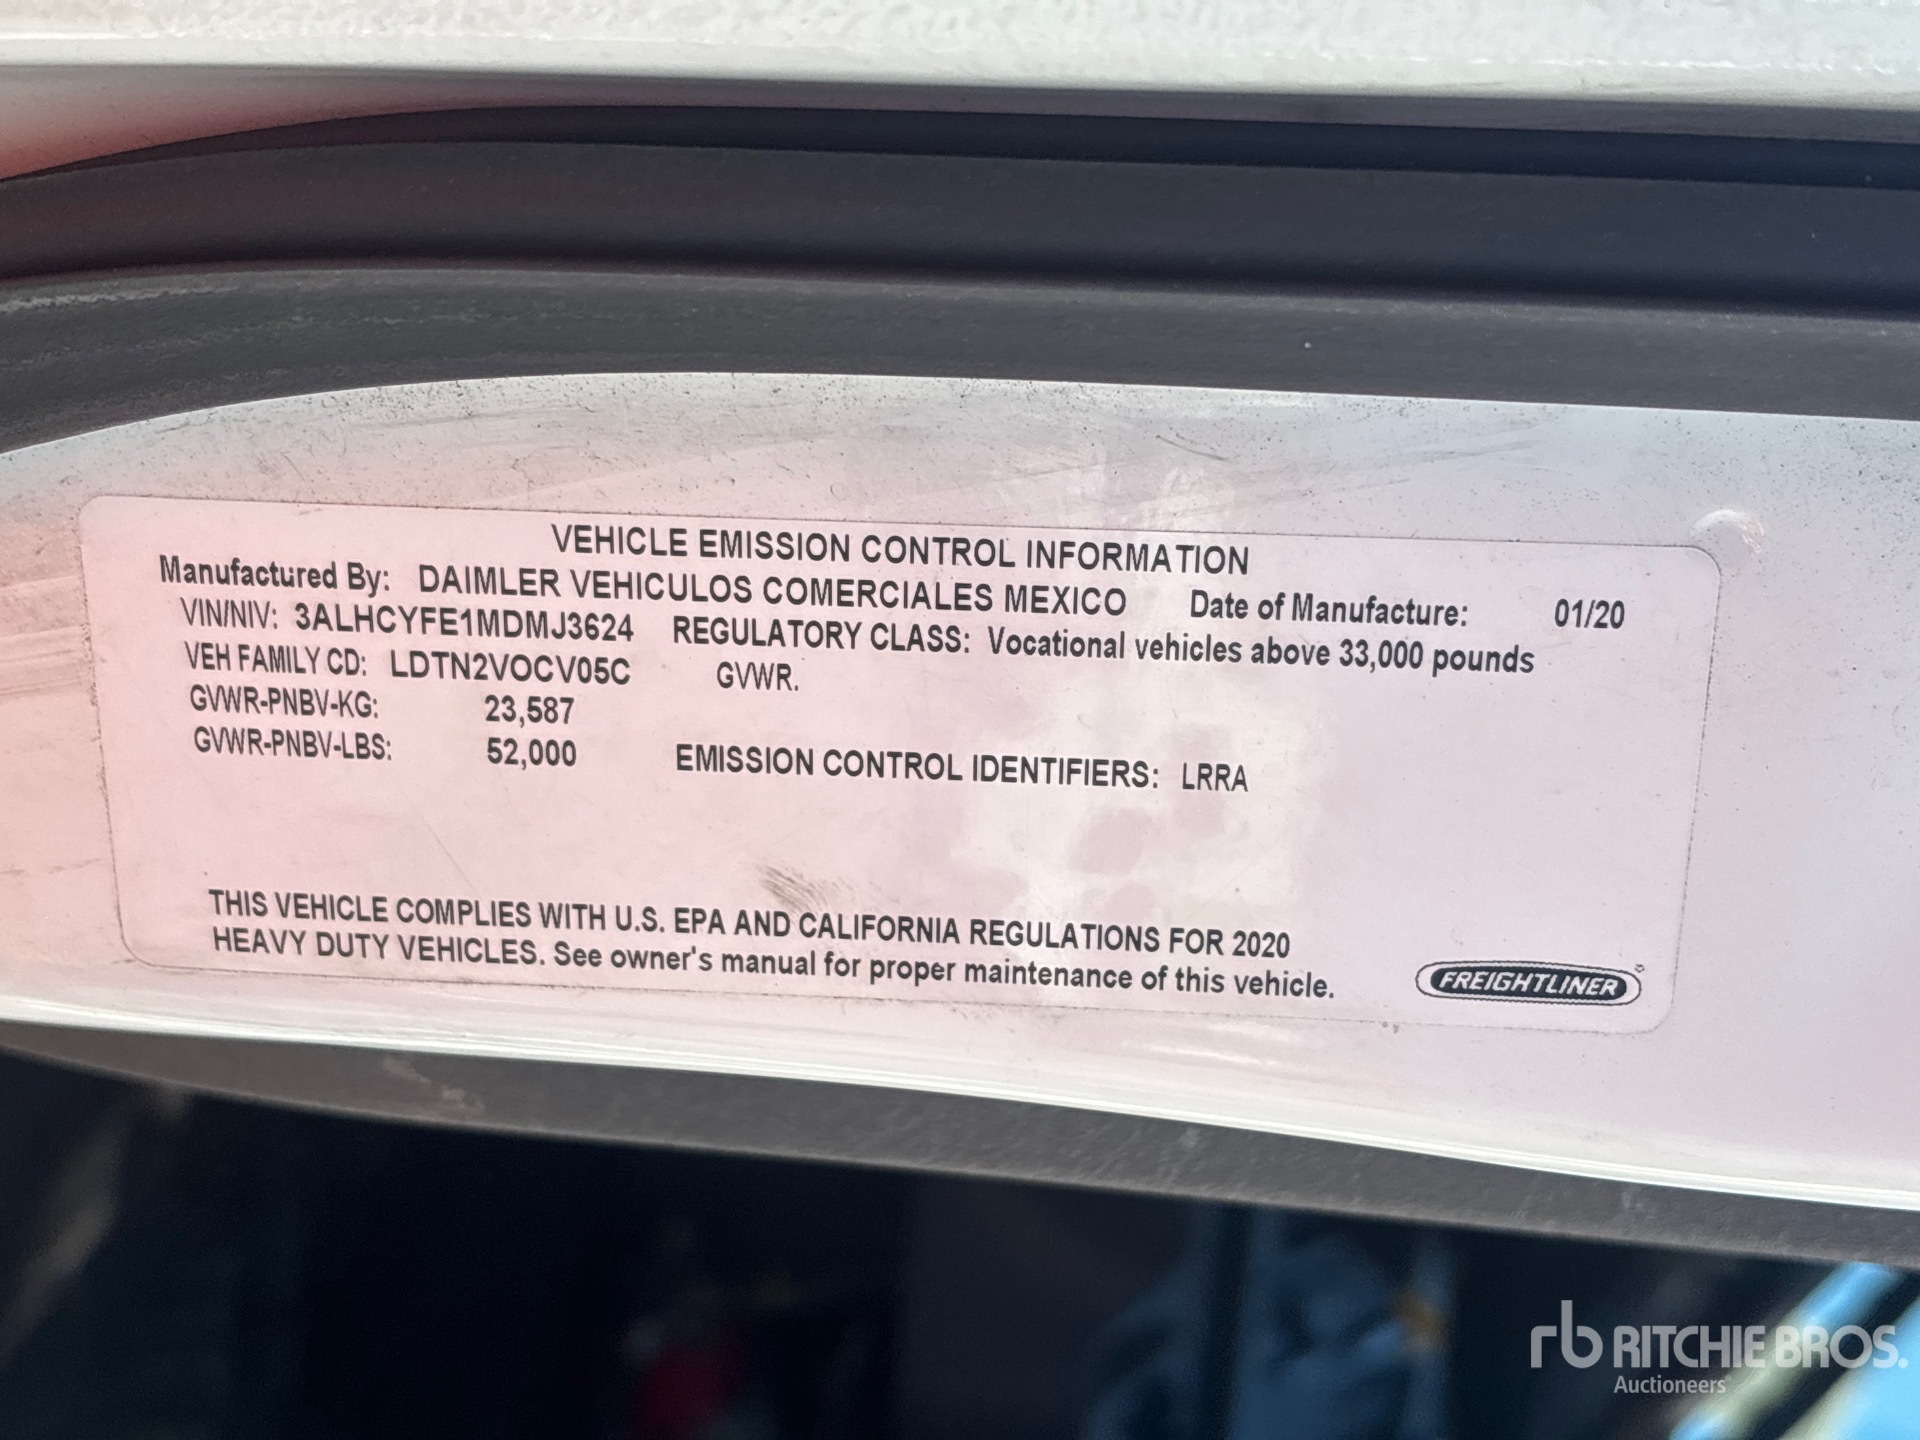 VEHICLE EMISSION CONTROL INFORMATION
Manufactured By: DAIMLER VEHICULOS COMERCIALES MEXICO Date of Manufacture: 01/20
VIN/NIV: 3ALHCYFE1MDMJ3624 REGULATORY CLASS: Vocational vehicles above 33,000 pounds
VEH FAMILY CD: LDTN2VOCV05C GVWR.
GVWR-PNBV-KG: 23,587
GVWR-PNBV-LBS: 52,000 EMISSION CONTROL IDENTIFIERS: LRRA
THIS VEHICLE COMPLIES WITH U.S. EPA AND CALIFORNIA REGULATIONS FOR 2020
HEAVY DUTY VEHICLES. See owner's manual for proper maintenance of this vehicle.
FREIGHTLINER
rb RITCHIE BROS.
Auctioneers